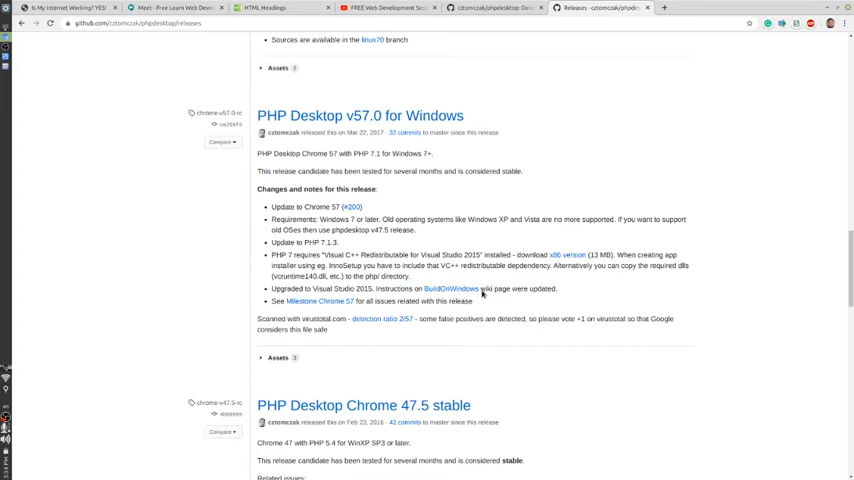 Is My Internet Working? YES!
Meet - Free Learn Web Devel
HTML Headings
FREE Web Development Ses
cztomczak/phpdesktop: Dev
Releases · cztomczak/phpdes
github.com/cztomczak/phpdesktop/releases
Sources are available in the linux70 branch
Assets 7
chrome-v57.0-rc
Compare
PHP Desktop v57.0 for Windows
cztomczak released this on Mar 22, 2017 · 32 commits to master since this release
PHP Desktop Chrome 57 with PHP 7.1 for Windows 7+.
This release candidate has been tested for several months and is considered stable.
Changes and notes for this release:
Update to Chrome 57 (#200)
Requirements: Windows 7 or later. Old operating systems like Windows XP and Vista are no more supported. If you want to support
old OSes then use phpdesktop v47.5 release.
Update to PHP 7.1.3.
PHP 7 requires "Visual C++ Redistributable for Visual Studio 2015" installed - download x86 version (13 MB). When creating app
installer using eg. InnoSetup you have to include that VC++ redistributable depdendency. Alternatively you can copy the required dlls
(vcruntime140.dll, etc.) to the php/ directory.
Upgraded to Visual Studio 2015. Instructions on BuildOnWindows wiki page were updated.
See Milestone Chrome 57 for all issues related with this release
Scanned with virustotal.com - detection ratio 2/57 - some false positives are detected, so please vote +1 on virustotal so that Google
considers this file safe
Assets 3
chrome-v47.5-rc
Compare
PHP Desktop Chrome 47.5 stable
cztomczak released this on Feb 23, 2016 · 42 commits to master since this release
Chrome 47 with PHP 5.4 for WinXP SP3 or later.
This release candidate has been tested for several months and is considered stable.
Related issues:
3:34 PM